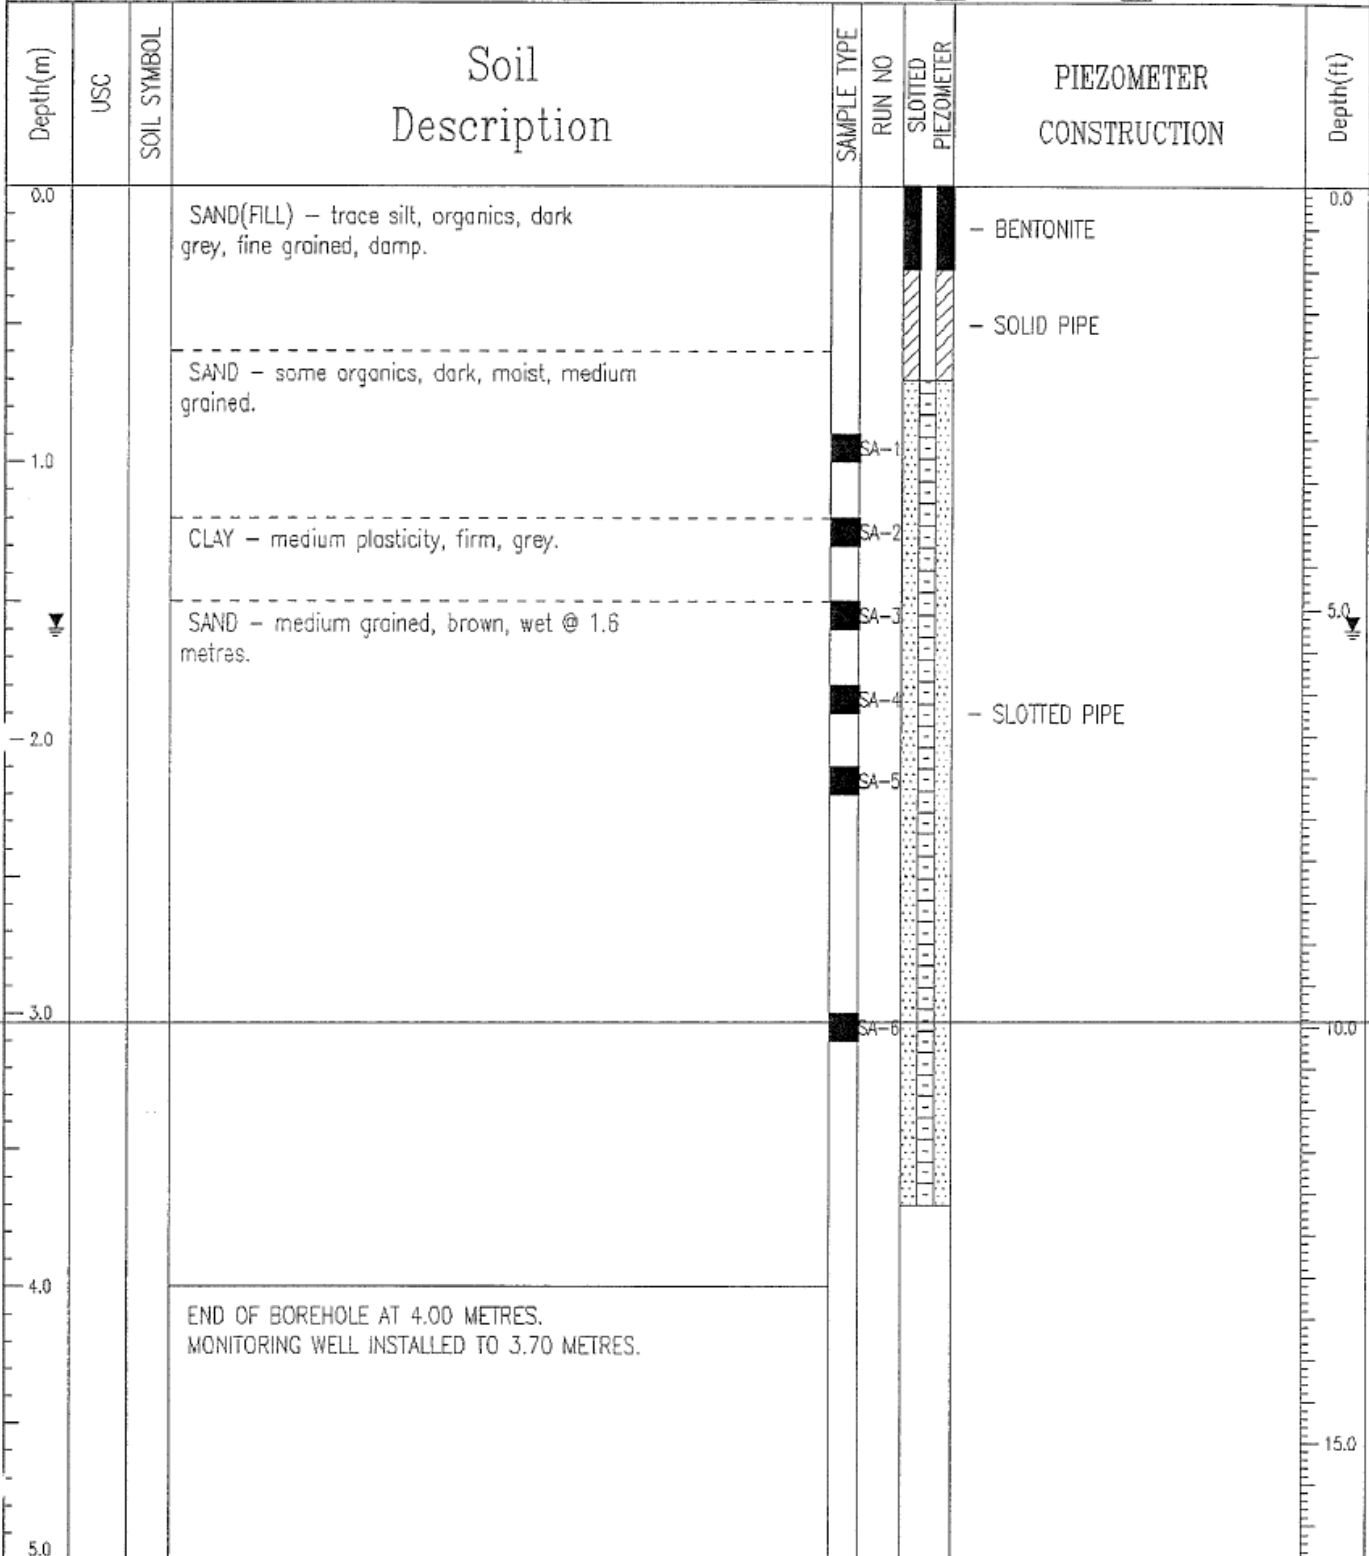 Depth(m)
USC
SOIL SYMBOL
Soil
Description
SAMPLE TYPE
RUN NO
SLOTTED
PIEZOMETER
PIEZOMETER
CONSTRUCTION
Depth(ft)
0.0
SAND(FILL) – trace silt, organics, dark
grey, fine grained, damp.
– BENTONITE
0.0
– SOLID PIPE
SAND – some organics, dark, moist, medium
grained.
1.0
SA-1
CLAY – medium plasticity, firm, grey.
SA-2
SAND – medium grained, brown, wet @ 1.6
metres.
SA-3
5.0
SA-4
– SLOTTED PIPE
2.0
SA-5
3.0
SA-6
10.0
4.0
END OF BOREHOLE AT 4.00 METRES.
MONITORING WELL INSTALLED TO 3.70 METRES.
15.0
5.0